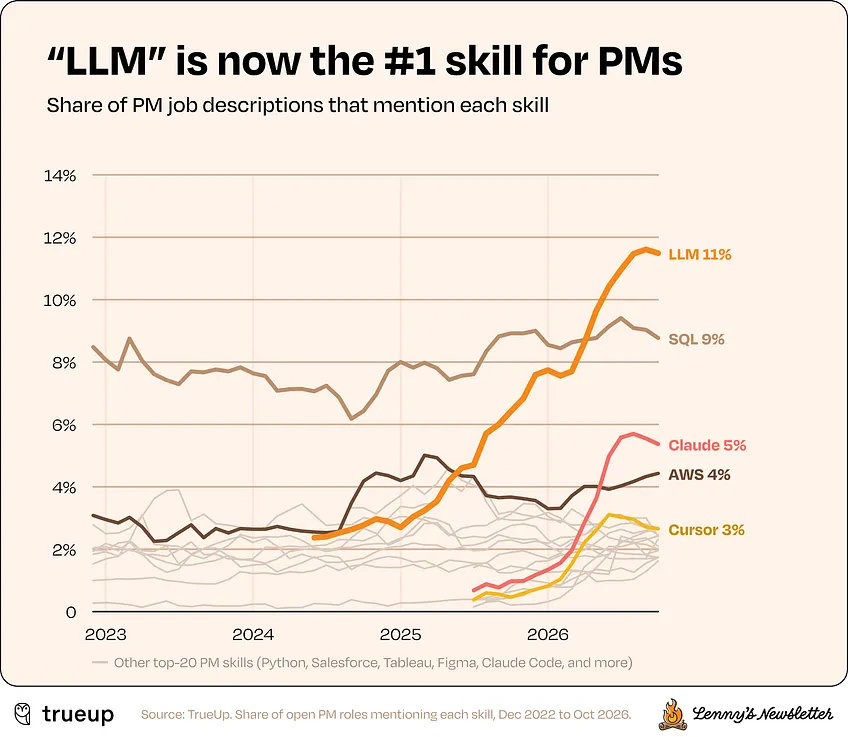 “LLM” is now the #1 skill for PMs
Share of PM job descriptions that mention each skill
14%
12%
10%
8%
6%
4%
2%
0
LLM 11%
SQL 9%
Claude 5%
AWS 4%
Cursor 3%
2023
2024
2025
2026
Other top-20 PM skills (Python, Salesforce, Tableau, Figma, Claude Code, and more)
trueup
Source: TrueUp. Share of open PM roles mentioning each skill, Dec 2022 to Oct 2026.
Lenny's Newsletter